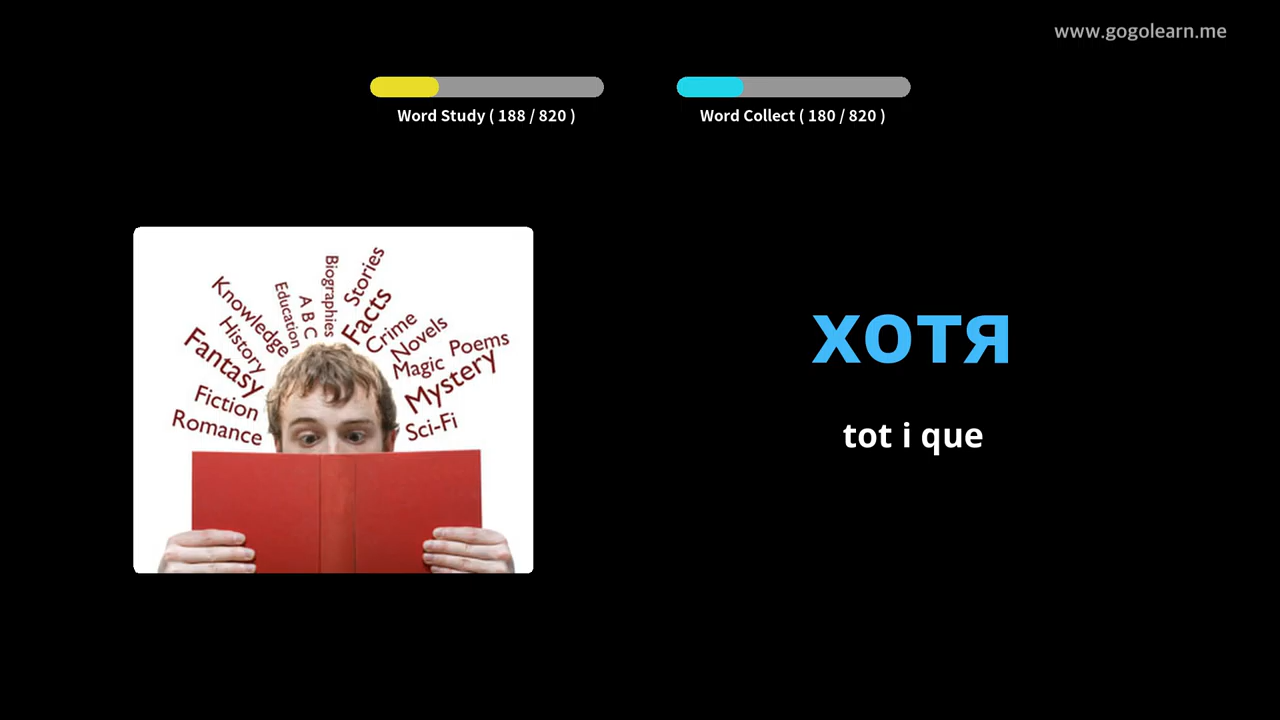 www.gogolearn.me
Word Study ( 188 / 820 )
Word Collect ( 180 / 820 )
Knowledge
History
Fantasy
Fiction
Romance
Education
A B C
Biographies
Stories
Facts
Crime
Novels
Magic
Poems
Mystery
Sci-Fi
хотя
tot i que